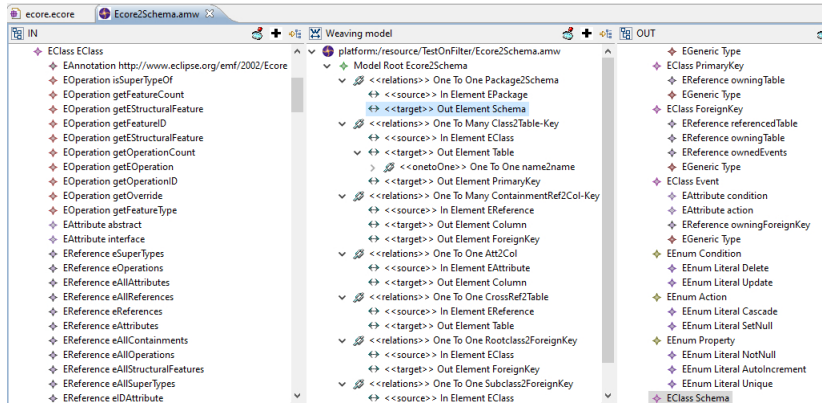 ecore.ecore
Ecore2Schema.amw
IN
Weaving model
OUT
EClass EClass
EAnnotation http://www.eclipse.org/emf/2002/Ecore
EOperation isSuperTypeOf
EOperation getFeatureCount
EOperation getEStructuralFeature
EOperation getFeatureID
EOperation getEStructuralFeature
EOperation getOperationCount
EOperation getEOperation
EOperation getOperationID
EOperation getOverride
EOperation getFeatureType
EAttribute abstract
EAttribute interface
EReference eSuperTypes
EReference eOperations
EReference eAllAttributes
EReference eAllReferences
EReference eReferences
EReference eAttributes
EReference eAllContainments
EReference eAllOperations
EReference eAllStructuralFeatures
EReference eAllSuperTypes
EReference eIDAttribute
platform:/resource/TestOnFilter/Ecore2Schema.amw
Model Root Ecore2Schema
<<relations>> One To One Package2Schema
<<source>> In Element EPackage
<<target>> Out Element Schema
<<relations>> One To Many Class2Table-Key
<<source>> In Element EClass
<<target>> Out Element Table
<<onetoOne>> One To One name2name
<<target>> Out Element PrimaryKey
<<relations>> One To Many ContainmentRef2Col-Key
<<source>> In Element EReference
<<target>> Out Element Column
<<target>> Out Element ForeignKey
<<relations>> One To One Att2Col
<<source>> In Element EAttribute
<<target>> Out Element Column
<<relations>> One To One CrossRef2Table
<<source>> In Element EReference
<<target>> Out Element Table
<<relations>> One To One Rootclass2ForeignKey
<<source>> In Element EClass
<<target>> Out Element ForeignKey
<<relations>> One To One Subclass2ForeignKey
<<source>> In Element EClass
EGeneric Type
EClass PrimaryKey
EReference owningTable
EGeneric Type
EClass ForeignKey
EReference referencedTable
EReference owningTable
EReference ownedEvents
EGeneric Type
EClass Event
EAttribute condition
EAttribute action
EReference owningForeignKey
EGeneric Type
EEnum Condition
EEnum Literal Delete
EEnum Literal Update
EEnum Action
EEnum Literal Cascade
EEnum Literal SetNull
EEnum Property
EEnum Literal NotNull
EEnum Literal AutoIncrement
EEnum Literal Unique
EClass Schema